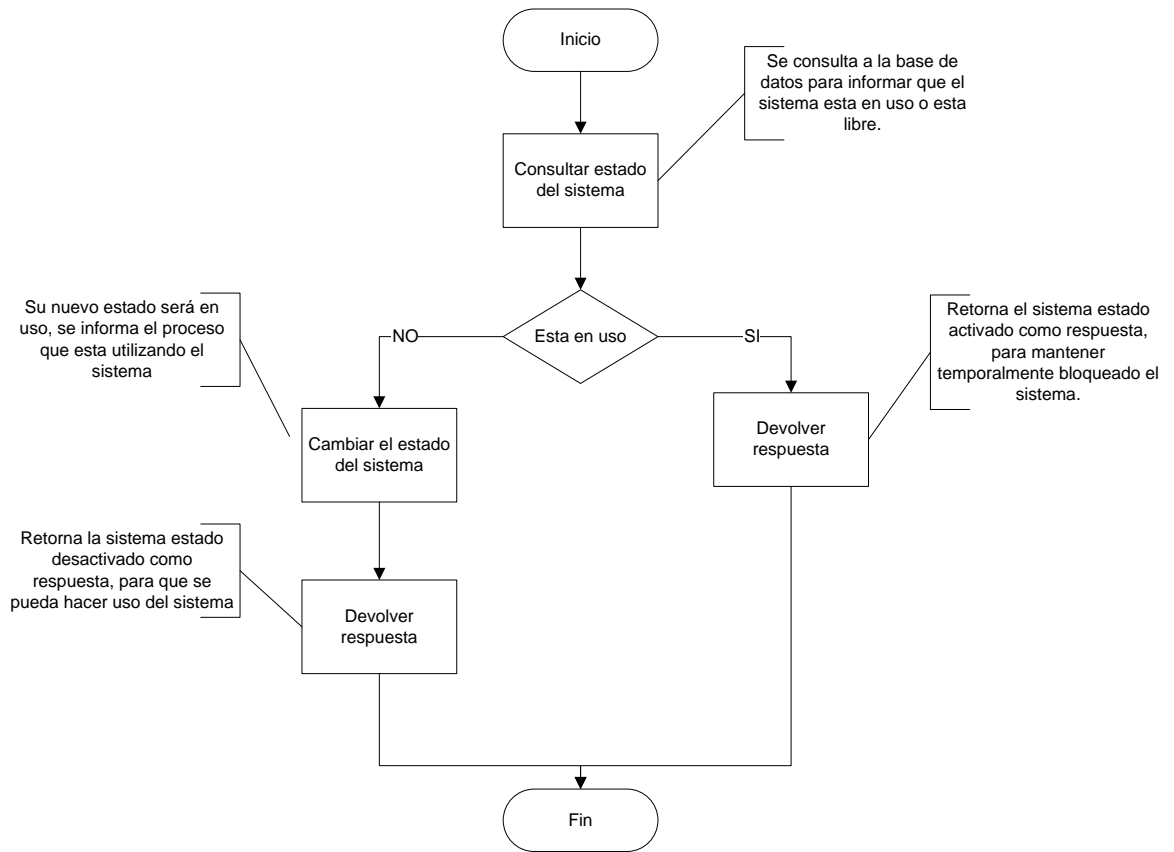 Inicio
Se consulta a la base de
datos para informar que el
sistema esta en uso o esta
libre.
Consultar estado
del sistema
Su nuevo estado será en
uso, se informa el proceso
que esta utilizando el
sistema
NO
Esta en uso
SI
Retorna el sistema estado
activado como respuesta,
para mantener
temporalmente bloqueado el
sistema.
Cambiar el estado
del sistema
Devolver
respuesta
Retorna la sistema estado
desactivado como
respuesta, para que se
pueda hacer uso del sistema
Devolver
respuesta
Fin